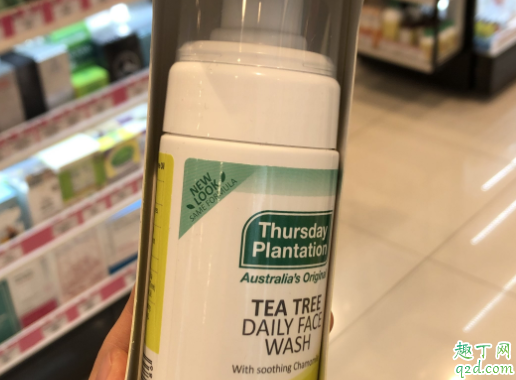 NEW
LOOK
SAME FORMULA
Thursday
Plantation
Australia's Original
TEA TREE
DAILY FACE
WASH
With soothing
趣丁网
q2d.com